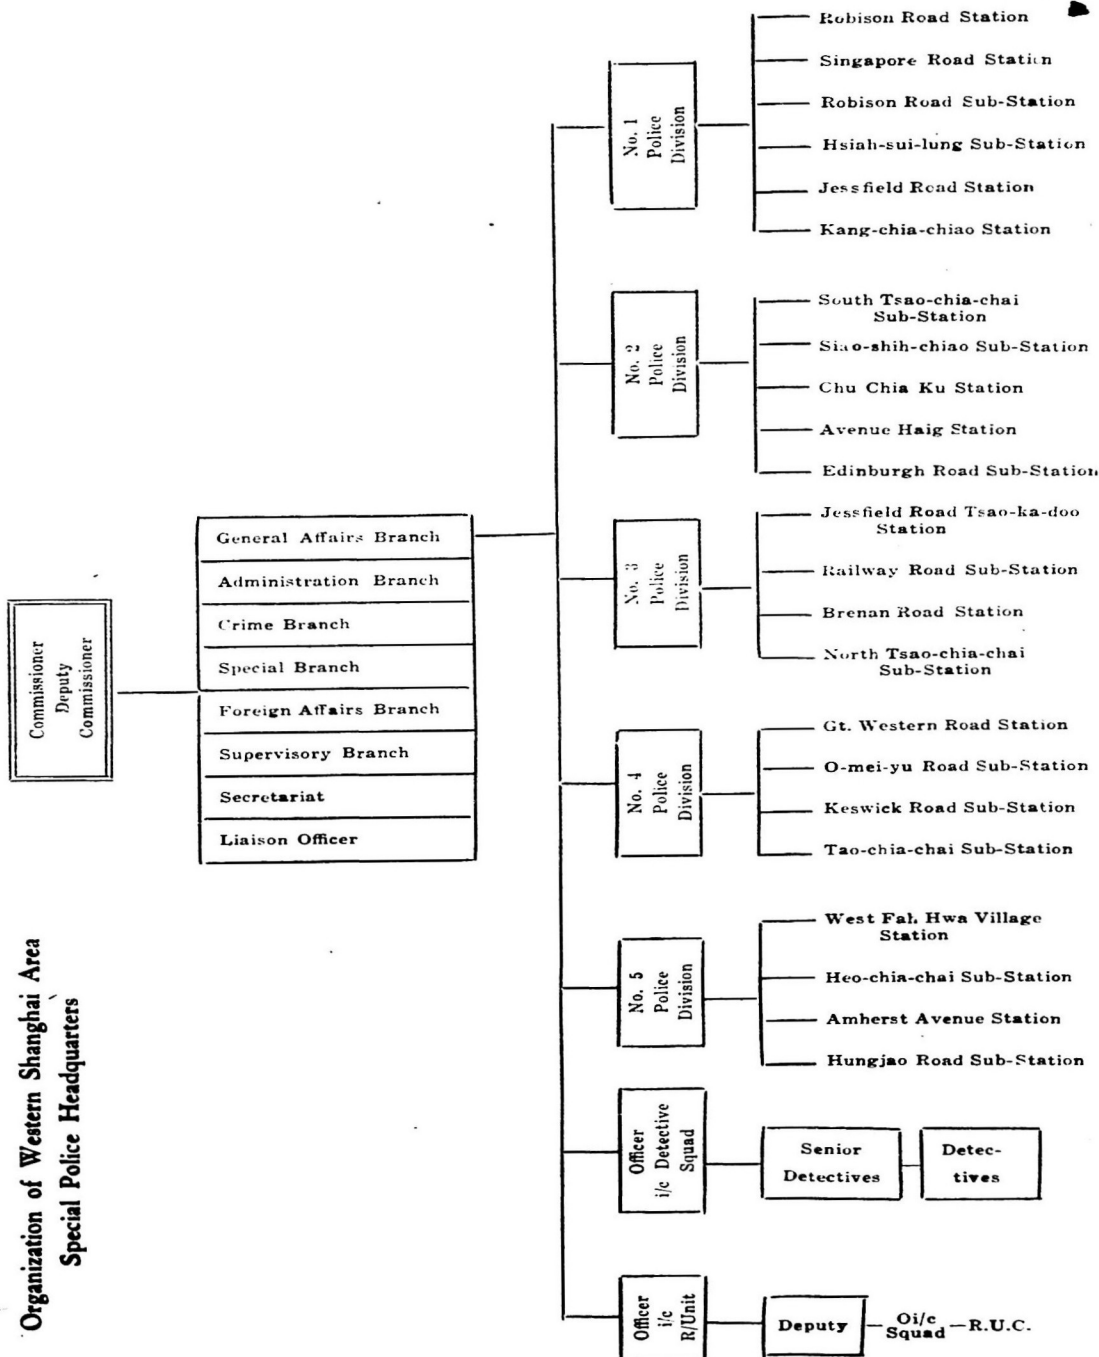 Organization of Western Shanghai Area
Special Police Headquarters
Commissioner
Deputy
Commissioner
General Affairs Branch
Administration Branch
Crime Branch
Special Branch
Foreign Affairs Branch
Supervisory Branch
Secretariat
Liaison Officer
No. 1
Police
Division
Robison Road Station
Singapore Road Station
Robison Road Sub-Station
Hsiah-sui-lung Sub-Station
Jessfield Road Station
Kang-chia-chiao Station
No. 2
Police
Division
South Tsao-chia-chai
Sub-Station
Siao-shih-chiao Sub-Station
Chu Chia Ku Station
Avenue Haig Station
Edinburgh Road Sub-Station
No. 3
Police
Division
Jessfield Road Tsao-ka-doo
Station
Railway Road Sub-Station
Brenan Road Station
North Tsao-chia-chai
Sub-Station
No. 4
Police
Division
Gt. Western Road Station
O-mei-yu Road Sub-Station
Keswick Road Sub-Station
Tao-chia-chai Sub-Station
No. 5
Police
Division
West Fah Hwa Village
Station
Heo-chia-chai Sub-Station
Amherst Avenue Station
Hungjao Road Sub-Station
Officer
i/c Detective
Squad
Senior
Detectives
Detec-
tives
Officer
i/c
R/Unit
Deputy
Oi/c
Squad
R.U.C.